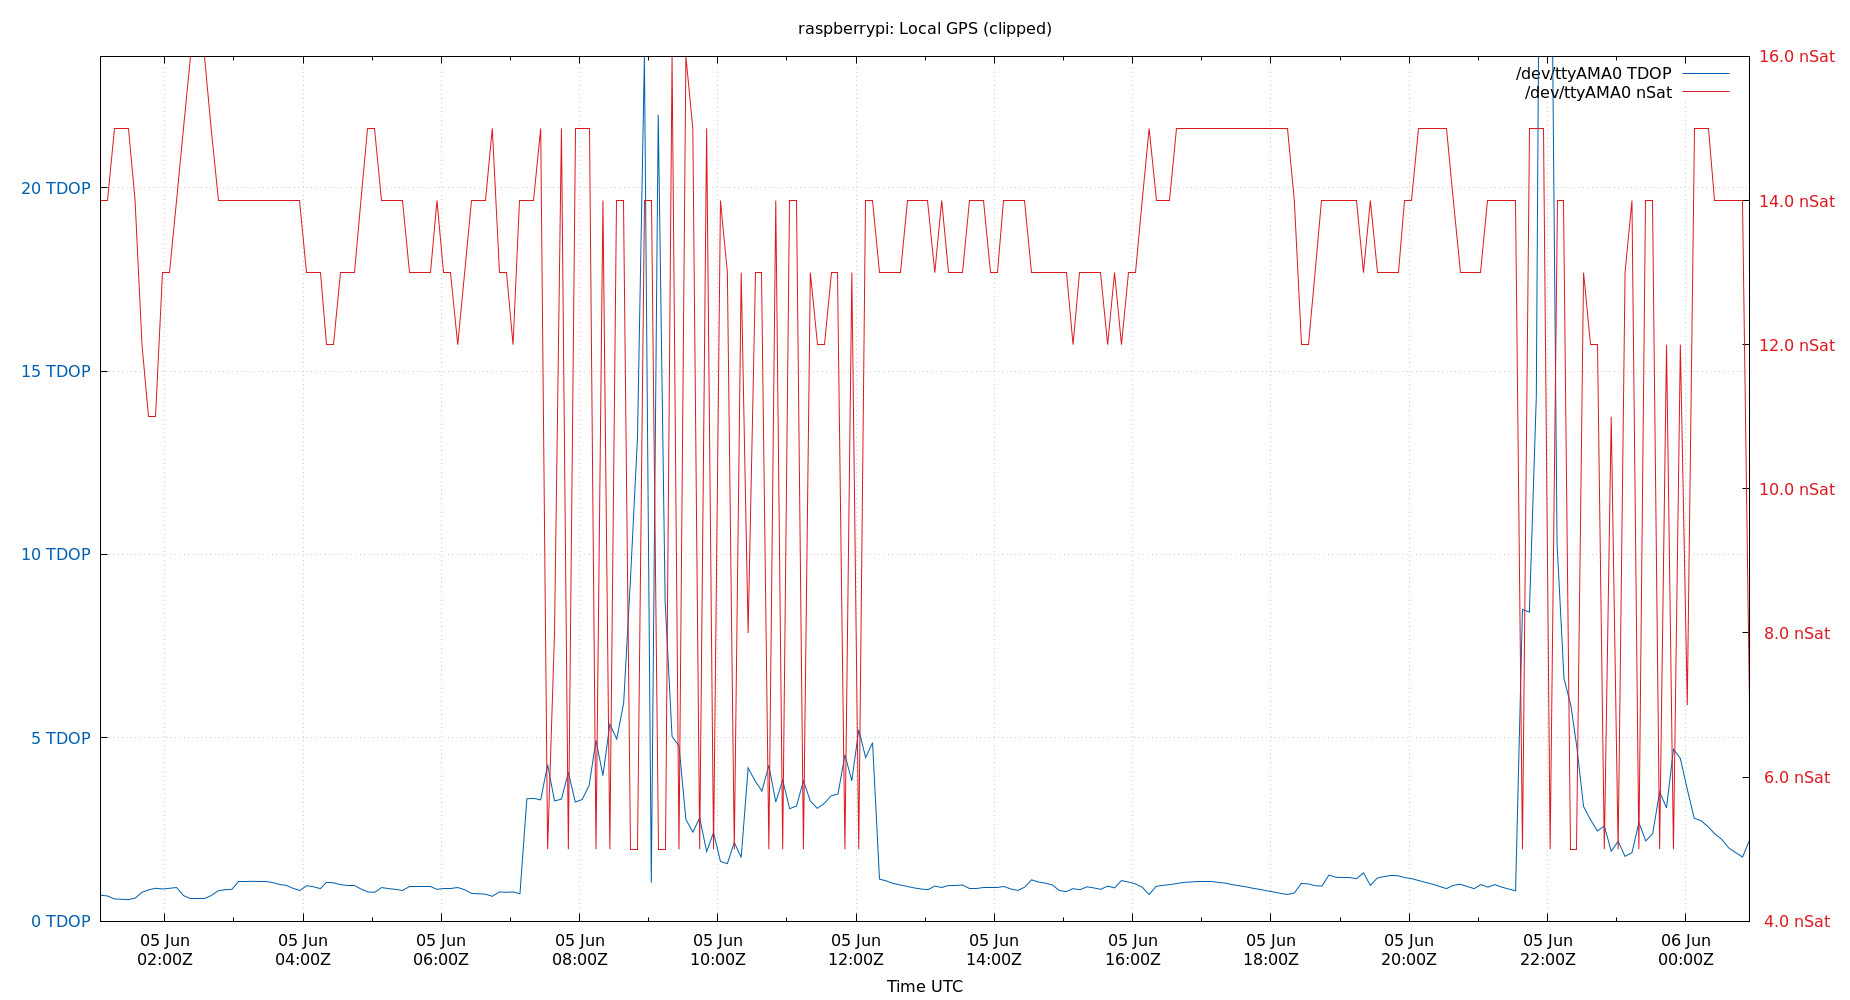 raspberrypi: Local GPS (clipped)
/dev/ttyAMA0 TDOP
/dev/ttyAMA0 nSat
20 TDOP
15 TDOP
10 TDOP
5 TDOP
0 TDOP
16.0 nSat
14.0 nSat
12.0 nSat
10.0 nSat
8.0 nSat
6.0 nSat
4.0 nSat
05 Jun 05 Jun 05 Jun 05 Jun 05 Jun 05 Jun 05 Jun 05 Jun 05 Jun 05 Jun 05 Jun 06 Jun
02:00Z 04:00Z 06:00Z 08:00Z 10:00Z 12:00Z 14:00Z 16:00Z 18:00Z 20:00Z 22:00Z 00:00Z
Time UTC